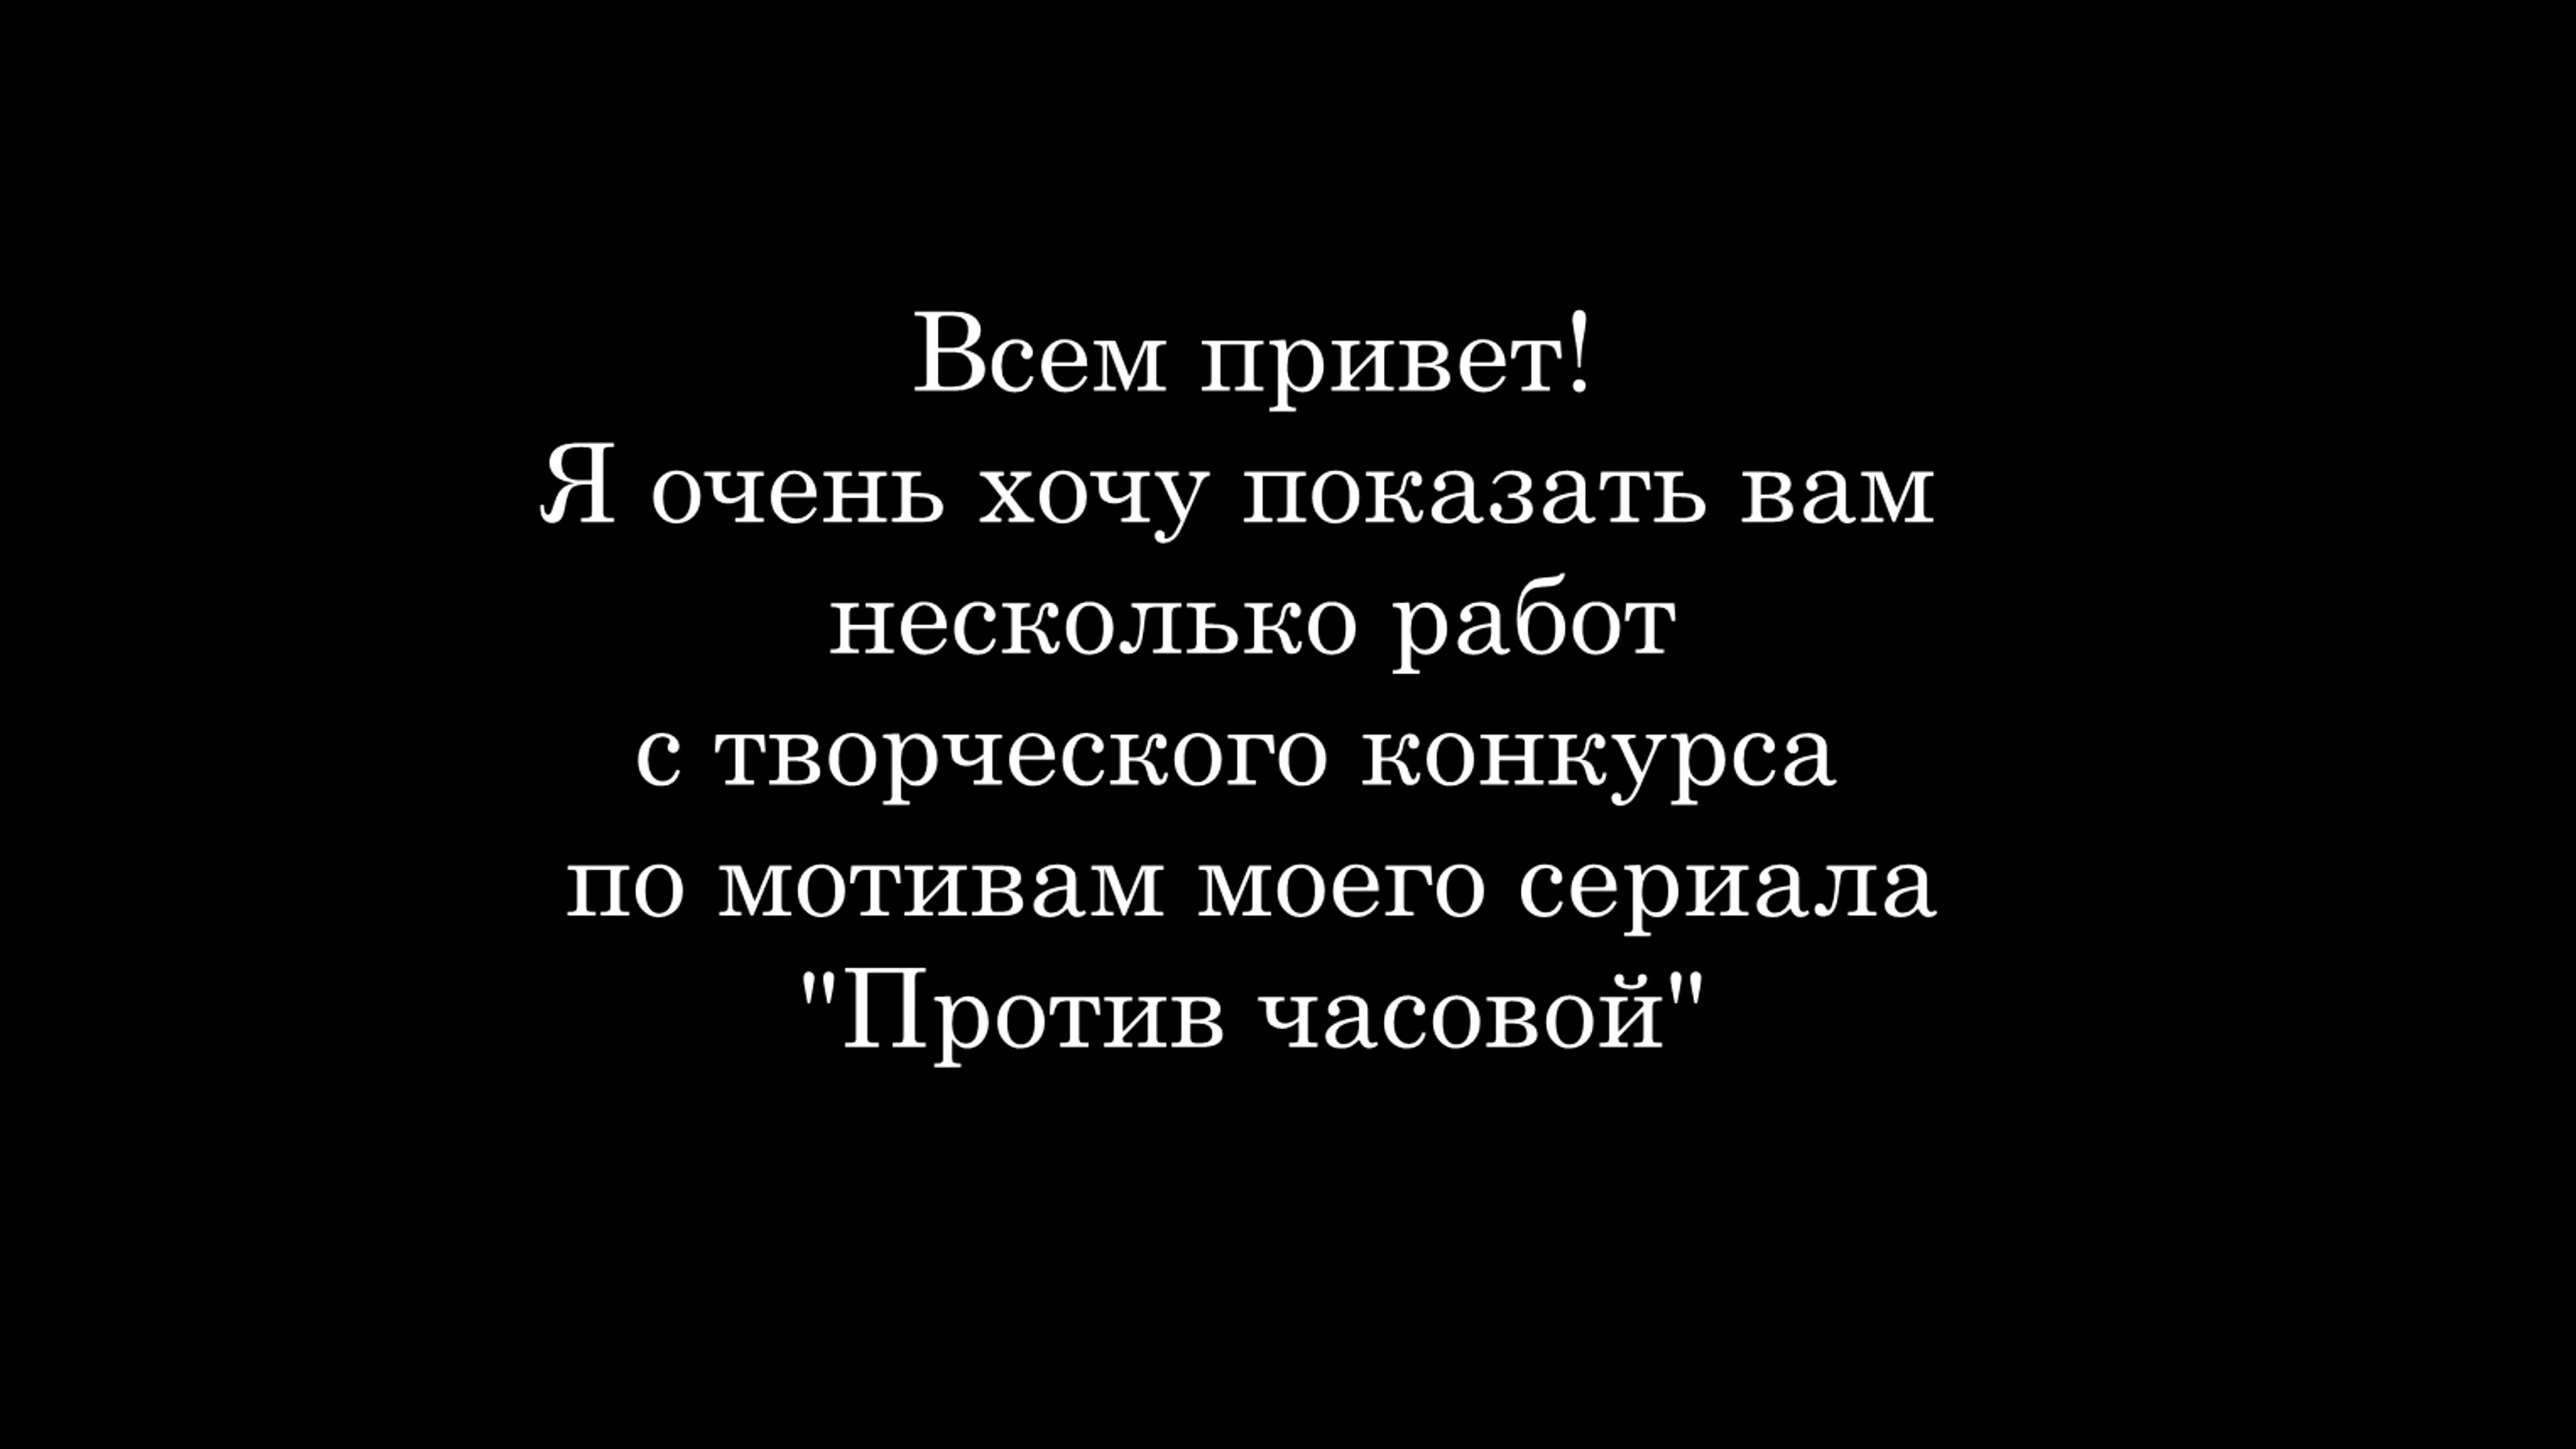 Всем привет!
Я очень хочу показать вам
несколько работ
с творческого конкурса
по мотивам моего сериала
"Против часовой"